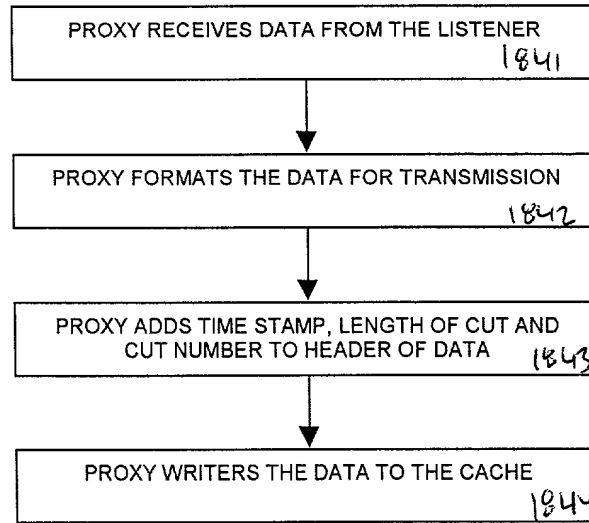 PROXY RECEIVES DATA FROM THE LISTENER
1841
PROXY FORMATS THE DATA FOR TRANSMISSION
1842
PROXY ADDS TIME STAMP, LENGTH OF CUT AND
CUT NUMBER TO HEADER OF DATA
1843
PROXY WRITERS THE DATA TO THE CACHE
1844